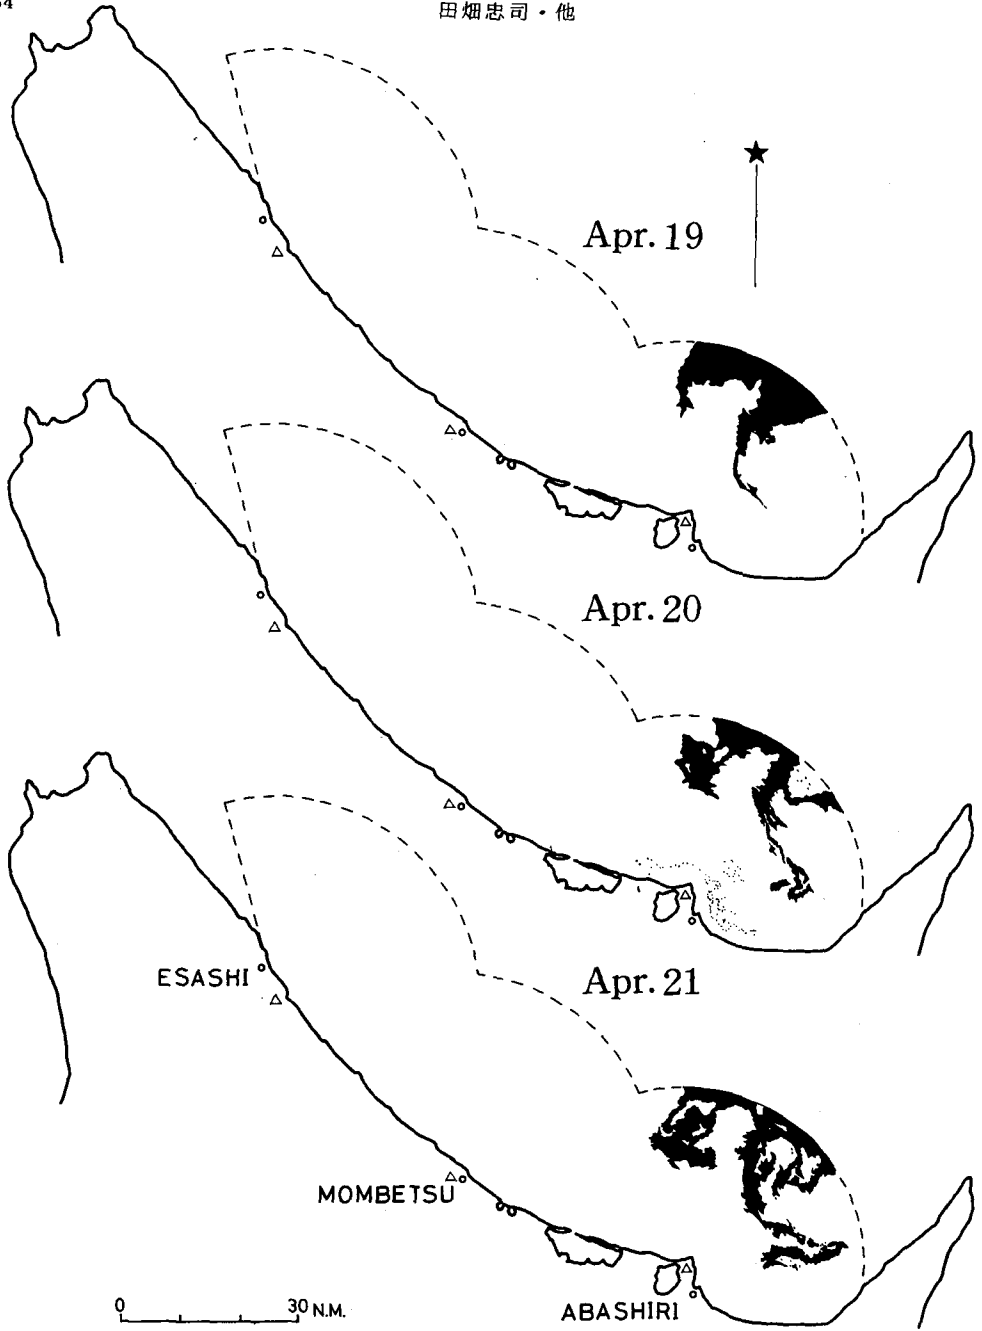 田畑忠司・他
Apr. 19
Apr. 20
Apr. 21
ESASHI
MOMBETSU
ABASHIRI
0 30 N.M.